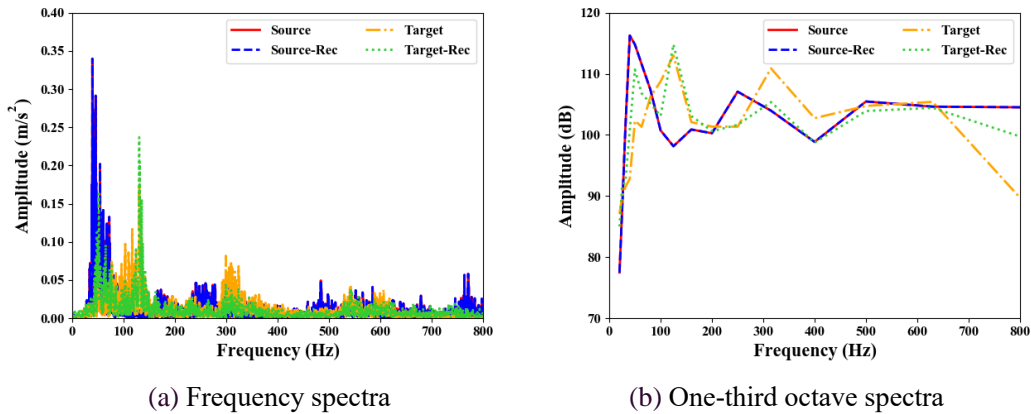 0.40
0.35
0.30
0.25
0.20
0.15
0.10
0.05
0.00
Amplitude (m/s²)
Source
Source-Rec
Target
Target-Rec
0 100 200 300 400 500 600 700 800
Frequency (Hz)
(a) Frequency spectra
120
110
100
90
80
70
Amplitude (dB)
Source
Source-Rec
Target
Target-Rec
0 100 200 300 400 500 600 700 800
Frequency (Hz)
(b) One-third octave spectra